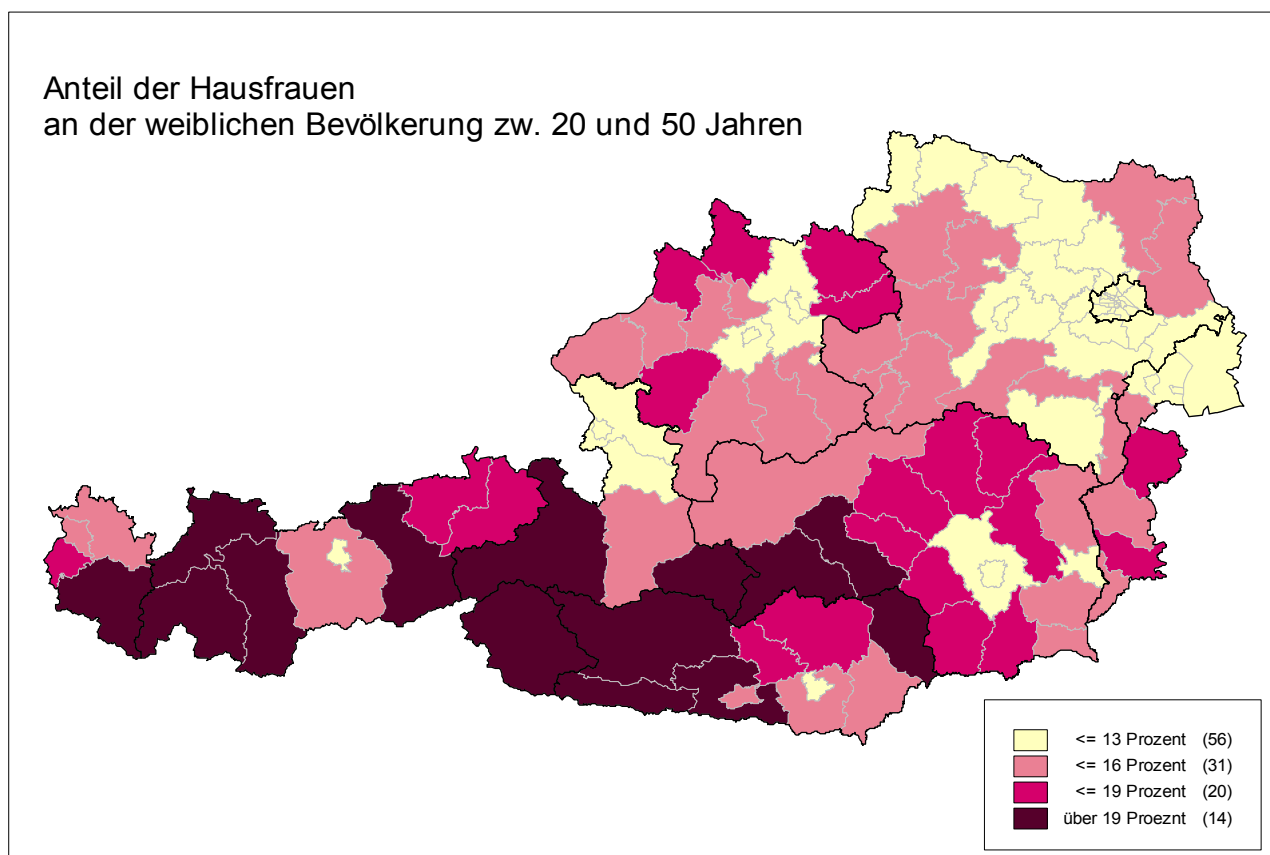 Anteil der Hausfrauen
an der weiblichen Bevölkerung zw. 20 und 50 Jahren
<= 13 Prozent (56)
<= 16 Prozent (31)
<= 19 Prozent (20)
über 19 Proeznt (14)